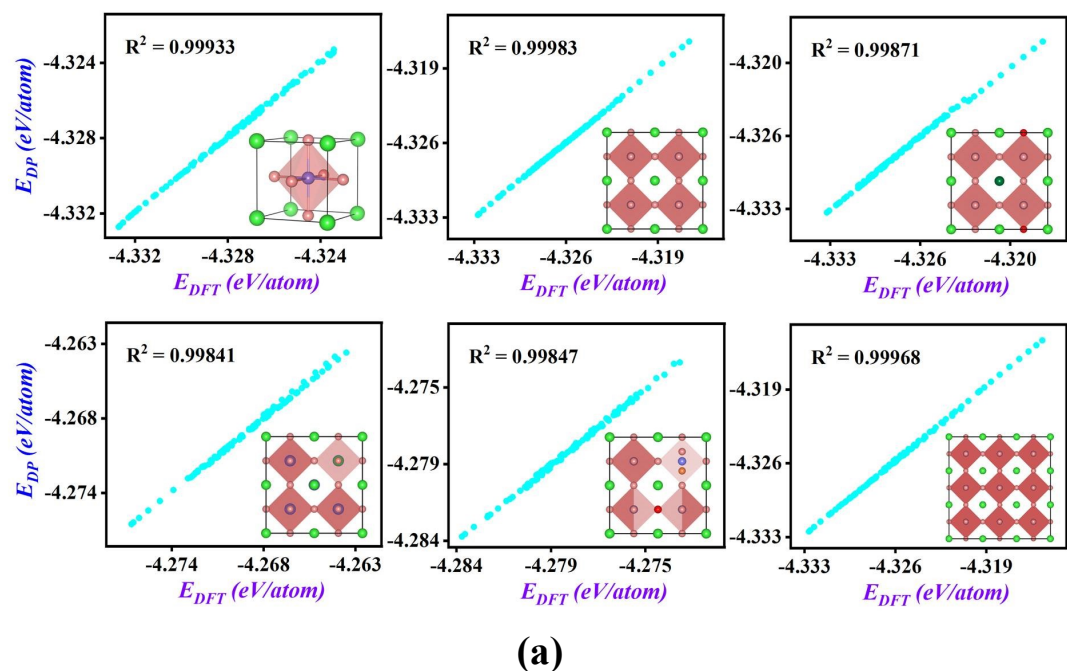 R² = 0.99933
-4.324
-4.328
-4.332
E_DP (eV/atom)
-4.332
-4.328
-4.324
E_DFT (eV/atom)
R² = 0.99983
-4.319
-4.326
-4.333
-4.333
-4.326
-4.319
E_DFT (eV/atom)
R² = 0.99871
-4.320
-4.326
-4.333
-4.333
-4.326
-4.320
E_DFT (eV/atom)
R² = 0.99841
-4.263
-4.268
-4.274
E_DP (eV/atom)
-4.274
-4.268
-4.263
E_DFT (eV/atom)
R² = 0.99847
-4.275
-4.279
-4.284
-4.284
-4.279
-4.275
E_DFT (eV/atom)
R² = 0.99968
-4.319
-4.326
-4.333
-4.333
-4.326
-4.319
E_DFT (eV/atom)
(a)